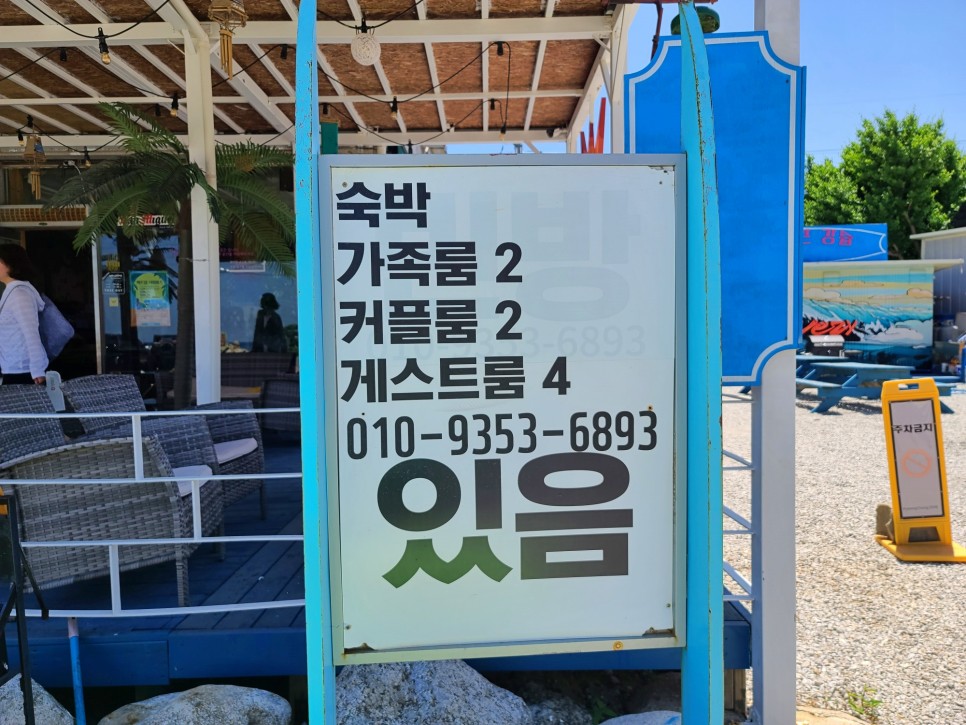 숙박
가족룸 2
커플룸 2
게스트룸 4
010-9353-6893
있음
주차금지